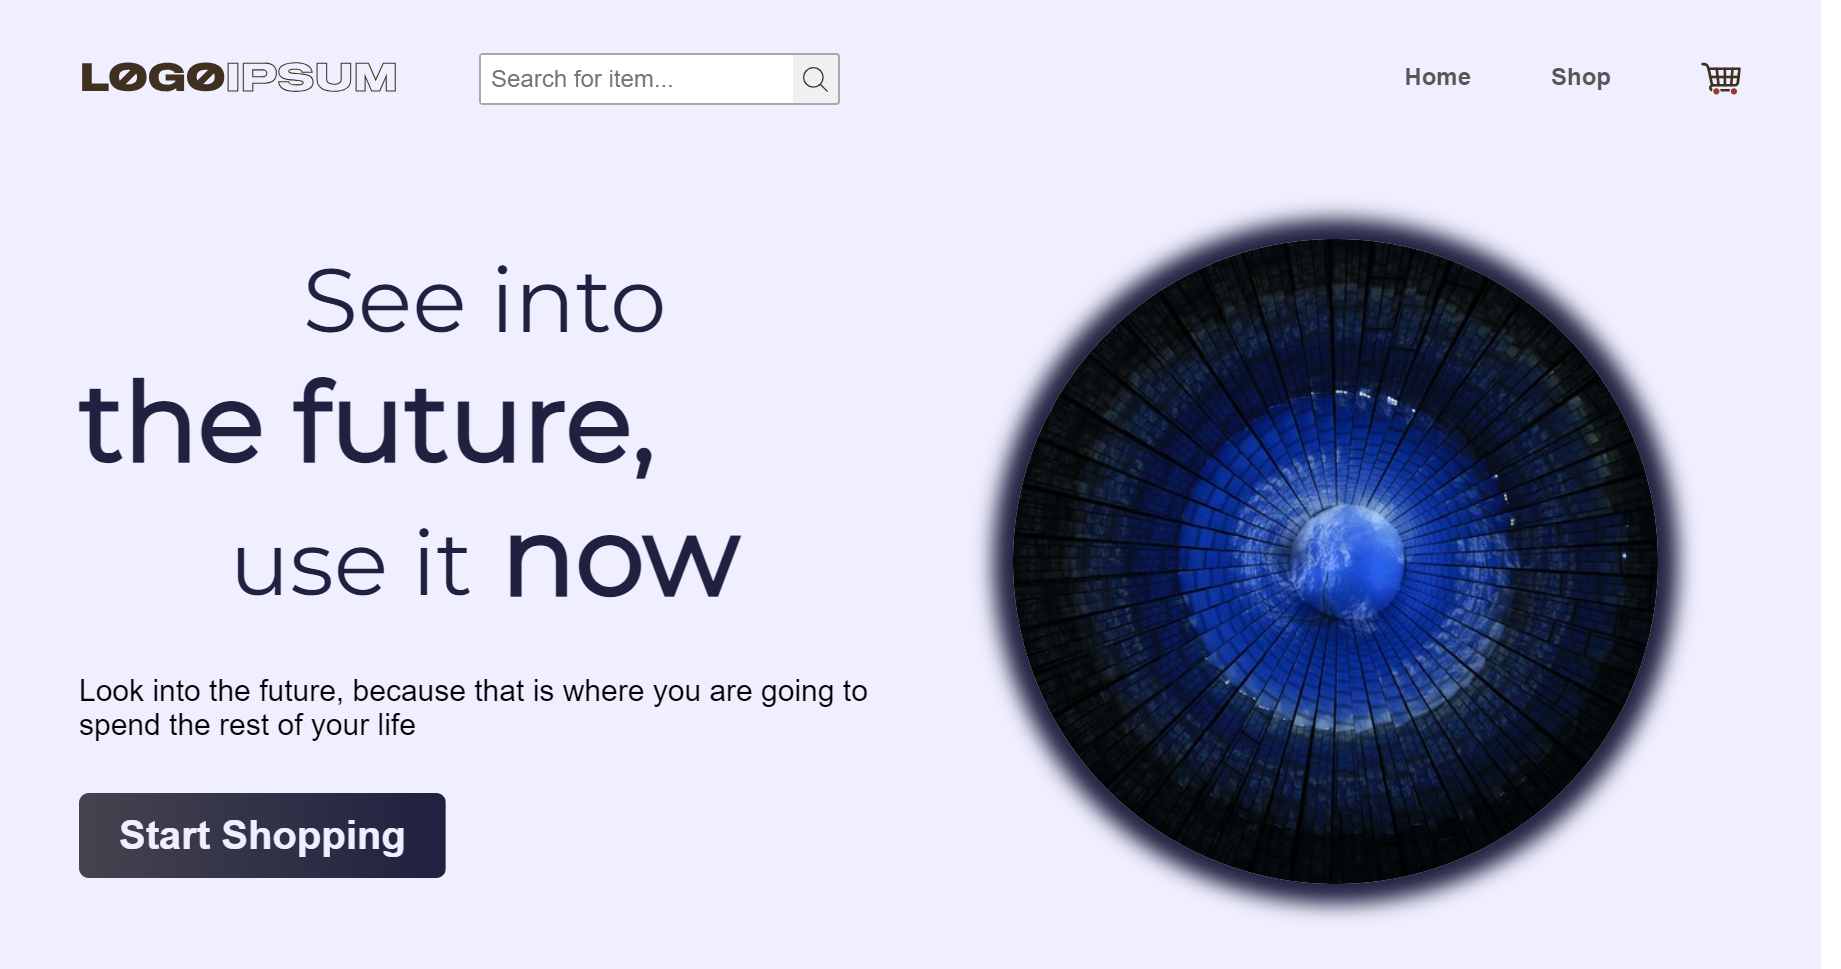 LOGOIPSUM
Search for item...
Home
Shop
See into
the future,
use it now
Look into the future, because that is where you are going to
spend the rest of your life
Start Shopping